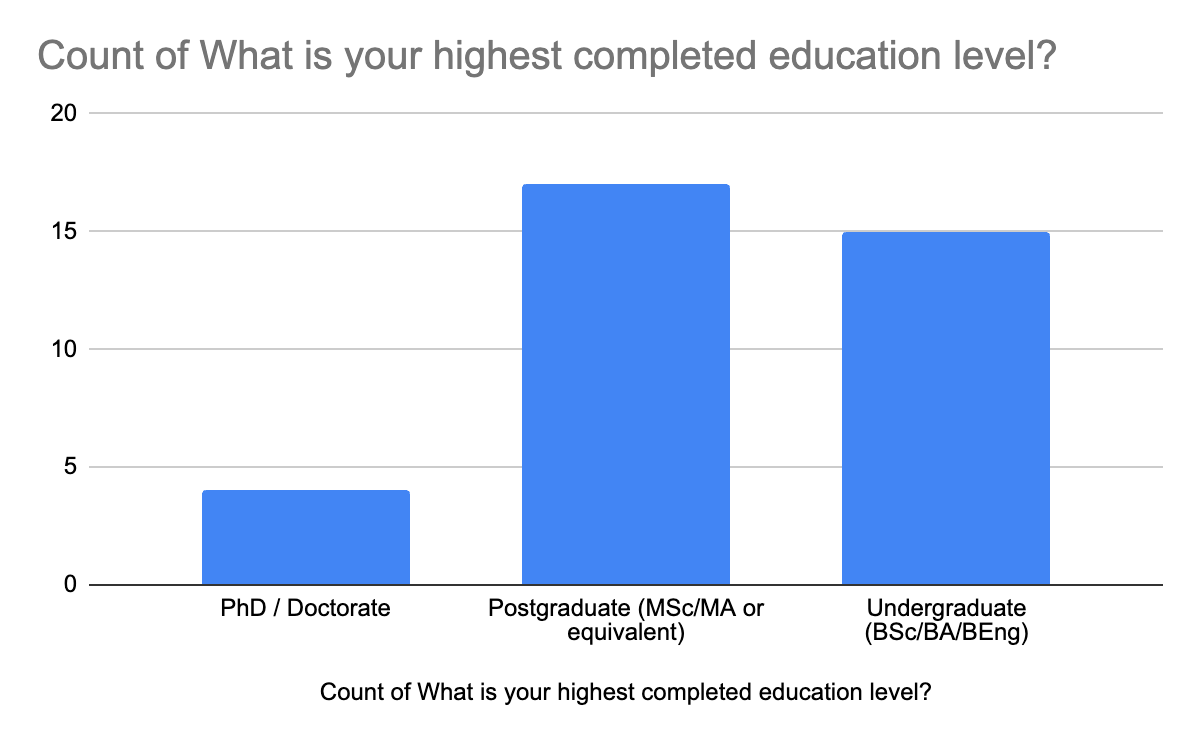 Count of What is your highest completed education level?
20
15
10
5
0
PhD / Doctorate
Postgraduate (MSc/MA or
equivalent)
Undergraduate
(BSc/BA/BEng)
Count of What is your highest completed education level?